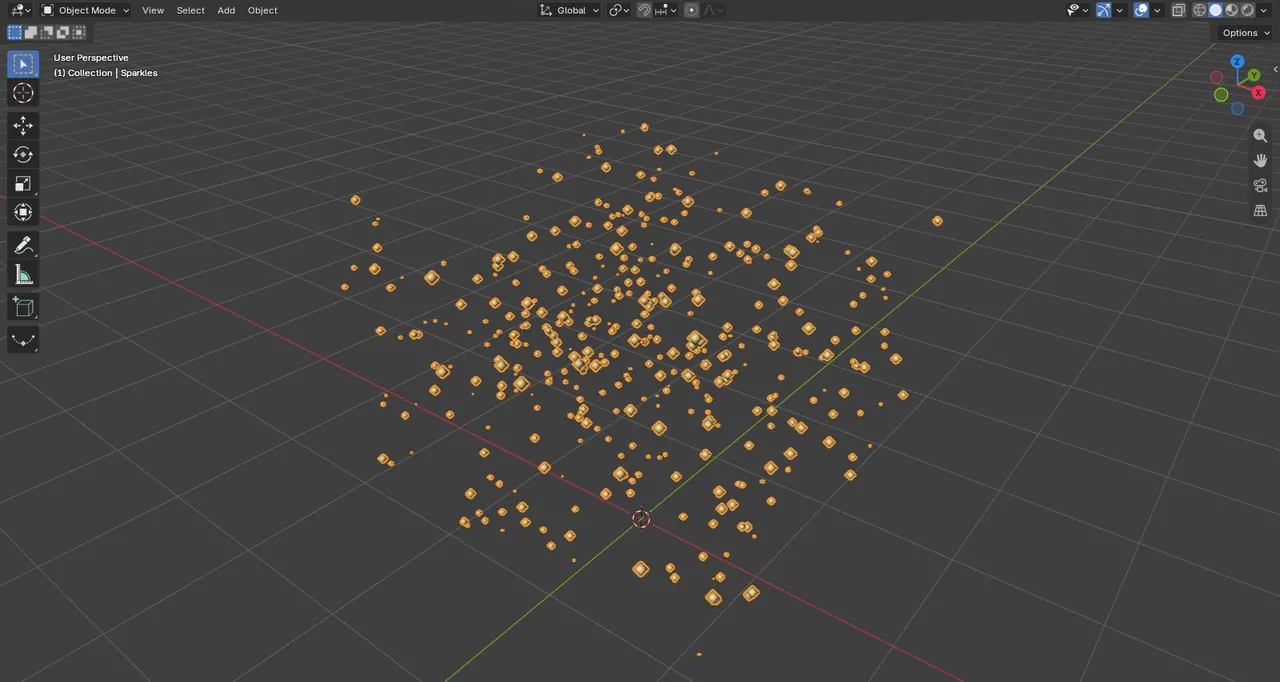 Object Mode View Select Add Object Global
Options
User Perspective
(1) Collection | Sparkles
Z
Y
X